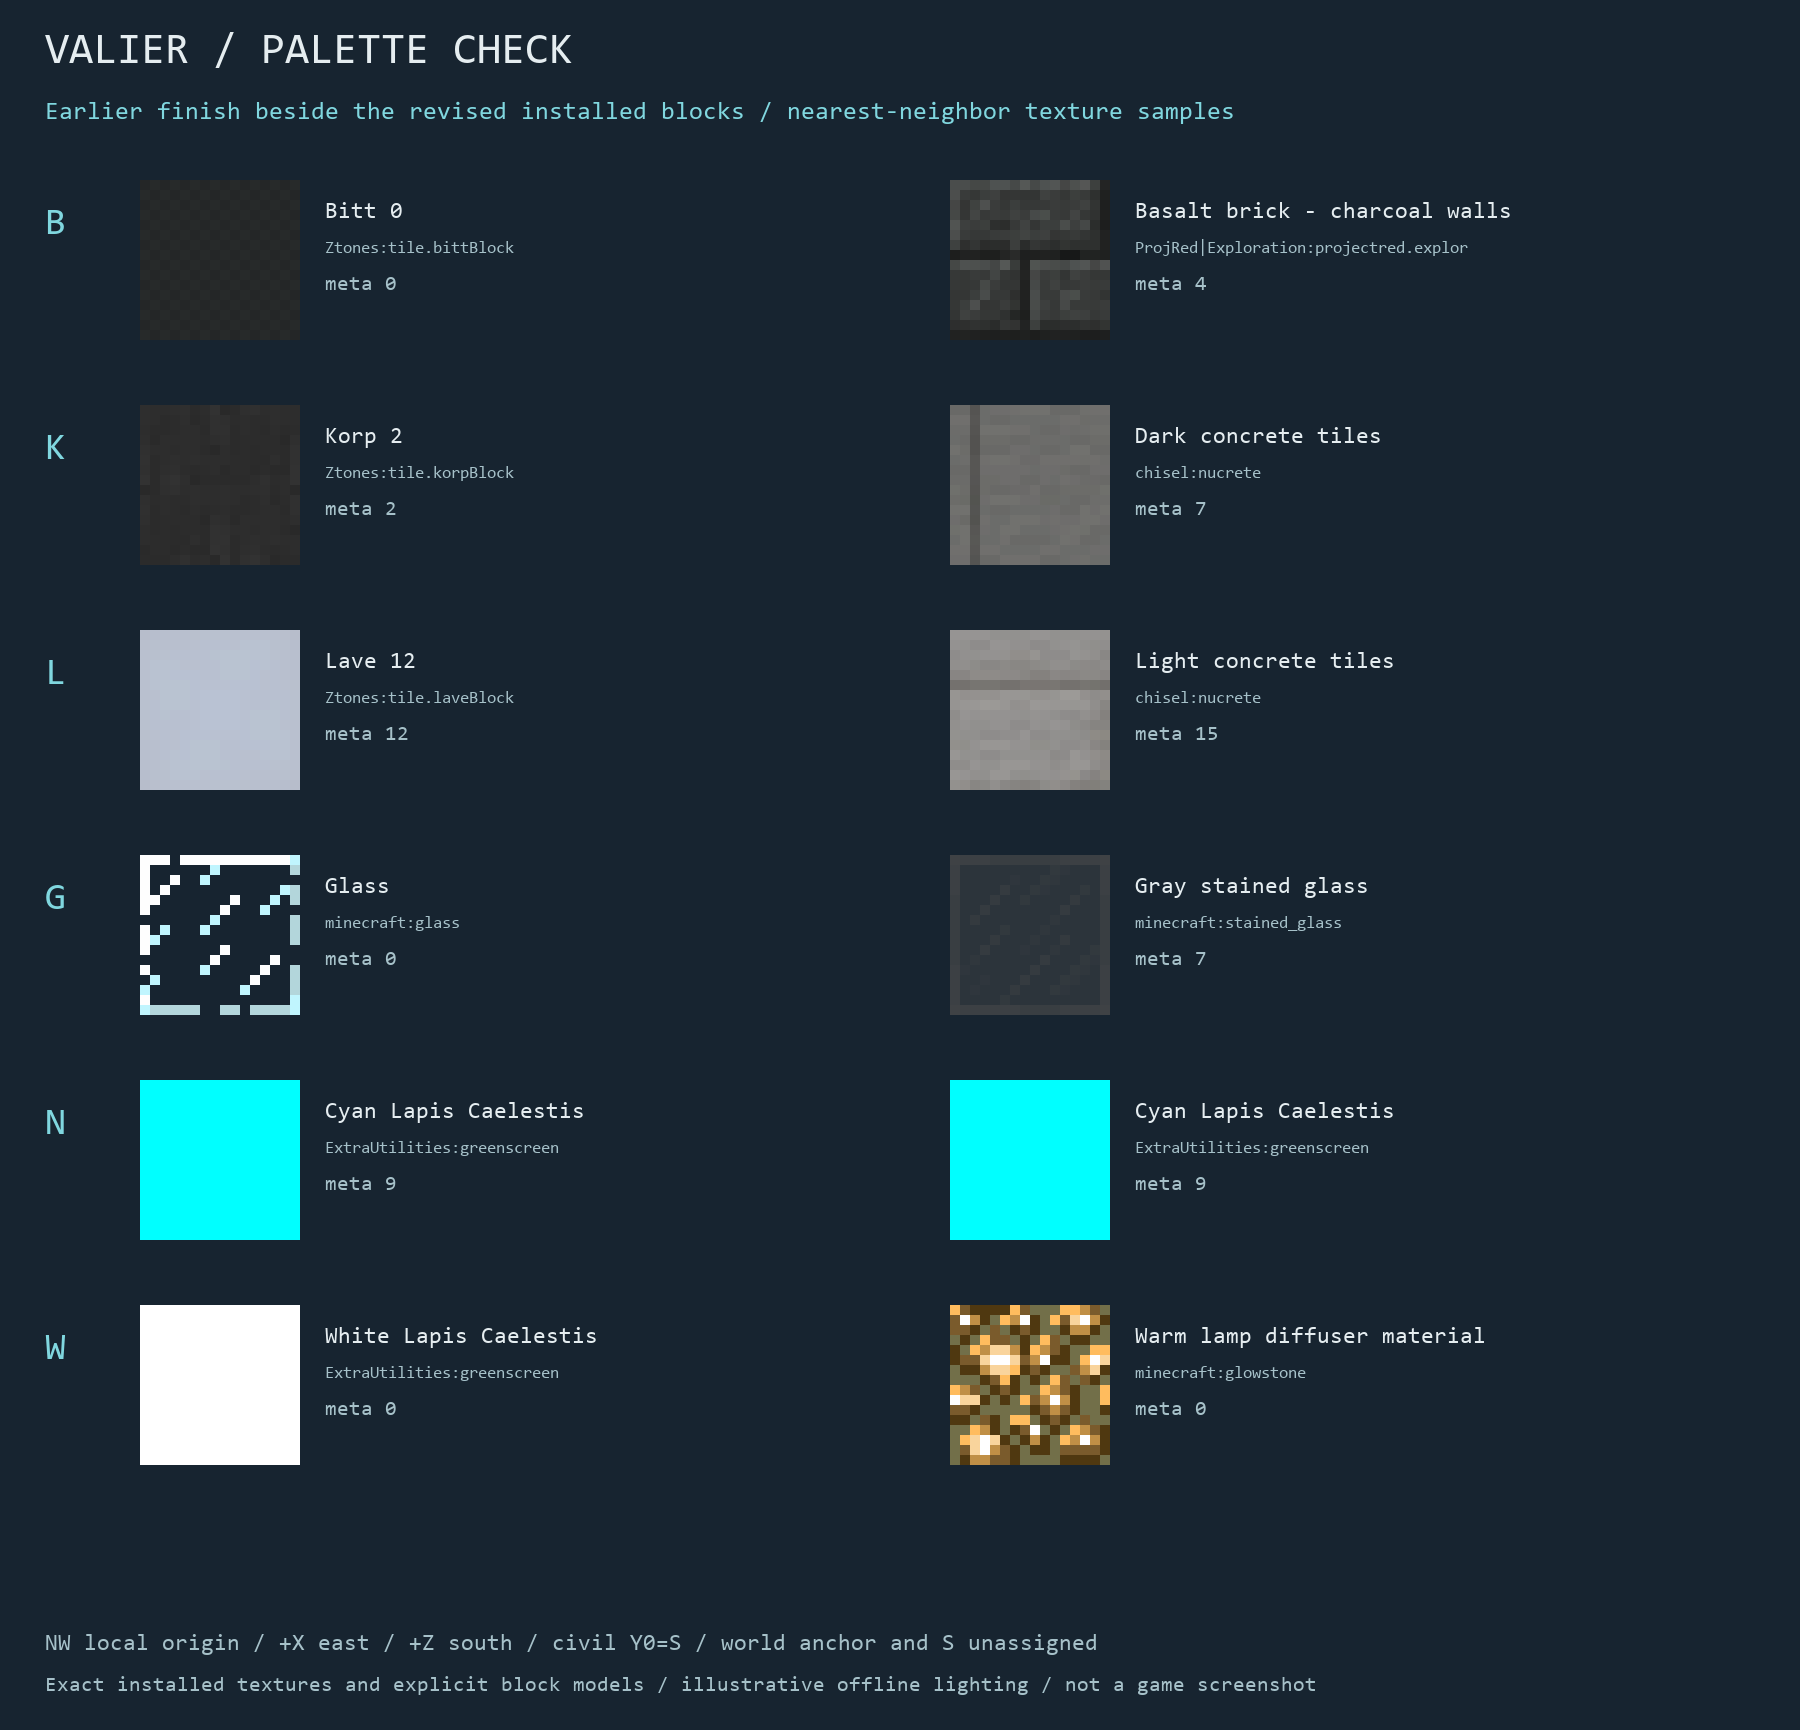 VALIER / PALETTE CHECK
Earlier finish beside the revised installed blocks / nearest-neighbor texture samples
B
Bitt 0
Ztones:tile.bittBlock
meta 0
Basalt brick - charcoal walls
ProjRed|Exploration:projectred.explor
meta 4
K
Korp 2
Ztones:tile.korpBlock
meta 2
Dark concrete tiles
chisel:nucrete
meta 7
L
Lave 12
Ztones:tile.laveBlock
meta 12
Light concrete tiles
chisel:nucrete
meta 15
G
Glass
minecraft:glass
meta 0
Gray stained glass
minecraft:stained_glass
meta 7
N
Cyan Lapis Caelestis
ExtraUtilities:greenscreen
meta 9
Cyan Lapis Caelestis
ExtraUtilities:greenscreen
meta 9
W
White Lapis Caelestis
ExtraUtilities:greenscreen
meta 0
Warm lamp diffuser material
minecraft:glowstone
meta 0
NW local origin / +X east / +Z south / civil Y0=S / world anchor and S unassigned
Exact installed textures and explicit block models / illustrative offline lighting / not a game screenshot